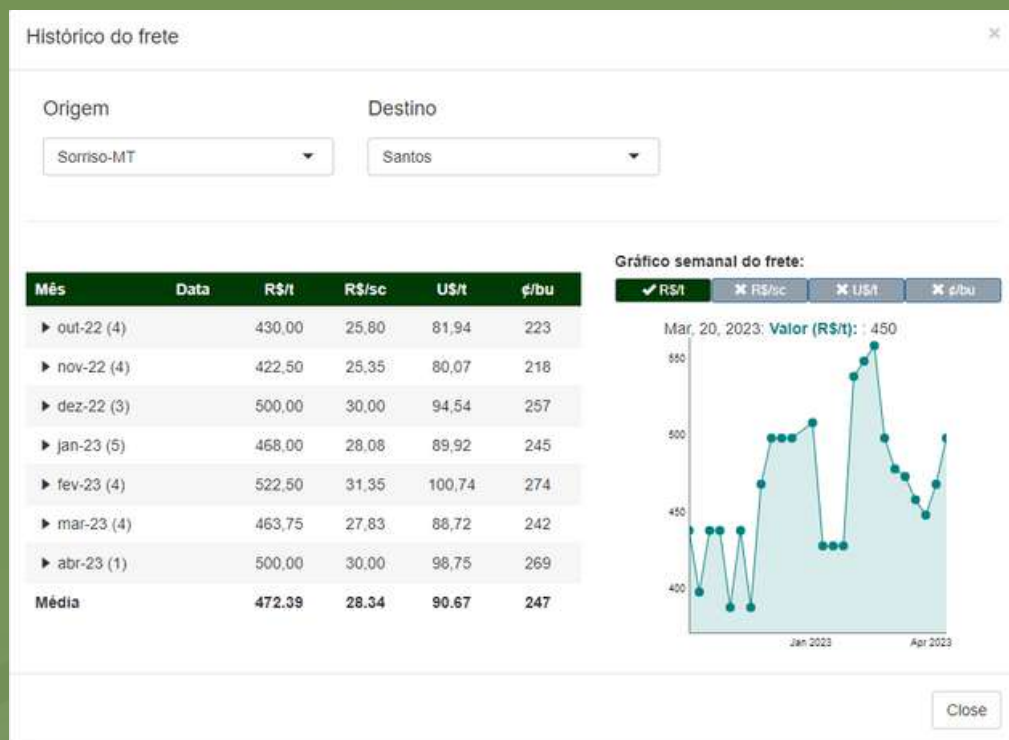 Histórico do frete ×
Origem Destino
Sorriso-MT Santos
Gráfico semanal do frete:
Mês Data R$/t R$/sc U$/t ¢/bu
out-22 (4) 430,00 25,80 81,94 223
nov-22 (4) 422,50 25,35 80,07 218
dez-22 (3) 500,00 30,00 94,54 257
jan-23 (5) 468,00 28,08 89,92 245
fev-23 (4) 522,50 31,35 100,74 274
mar-23 (4) 463,75 27,83 88,72 242
abr-23 (1) 500,00 30,00 98,75 269
Média 472.39 28.34 90.67 247
R$/t R$/sc U$/t ¢/bu
Mar, 20, 2023: Valor (R$/t): : 450
550
500
450
400
Jan 2023 Apr 2023
Close